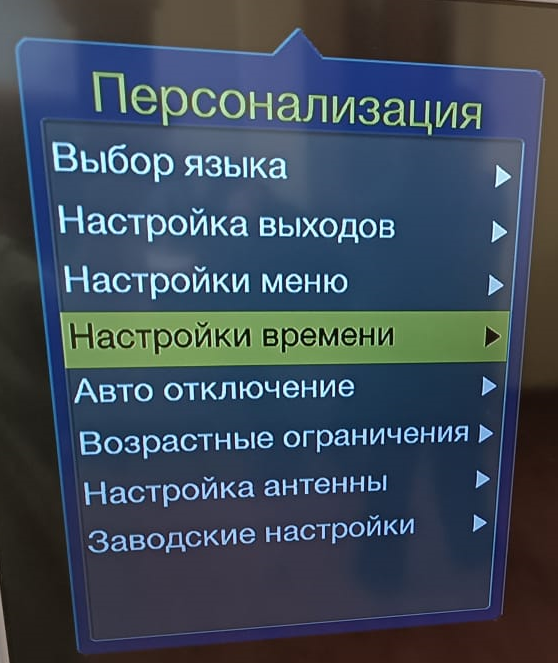 Персонализация
Выбор языка
Настройка выходов
Настройки меню
Настройки времени
Авто отключение
Возрастные ограничения
Настройка антенны
Заводские настройки